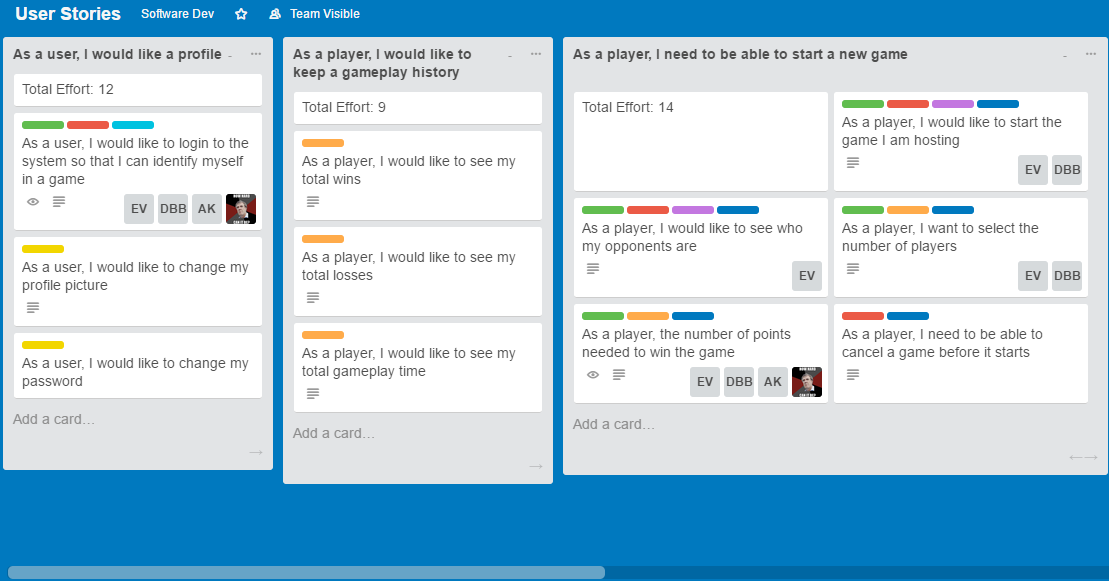 User Stories Software Dev Team Visible
As a user, I would like a profile -
Total Effort: 12
As a user, I would like to login to the
system so that I can identify myself
in a game
EV DBB AK
As a user, I would like to change my
profile picture
As a user, I would like to change my
password
Add a card…
As a player, I would like to -
keep a gameplay history
Total Effort: 9
As a player, I would like to see my
total wins
As a player, I would like to see my
total losses
As a player, I would like to see my
total gameplay time
Add a card…
As a player, I need to be able to start a new game -
Total Effort: 14
As a player, I would like to start the
game I am hosting
EV DBB
As a player, I would like to see who
my opponents are
EV
As a player, I want to select the
number of players
EV DBB
As a player, the number of points
needed to win the game
EV DBB AK
As a player, I need to be able to
cancel a game before it starts
Add a card…